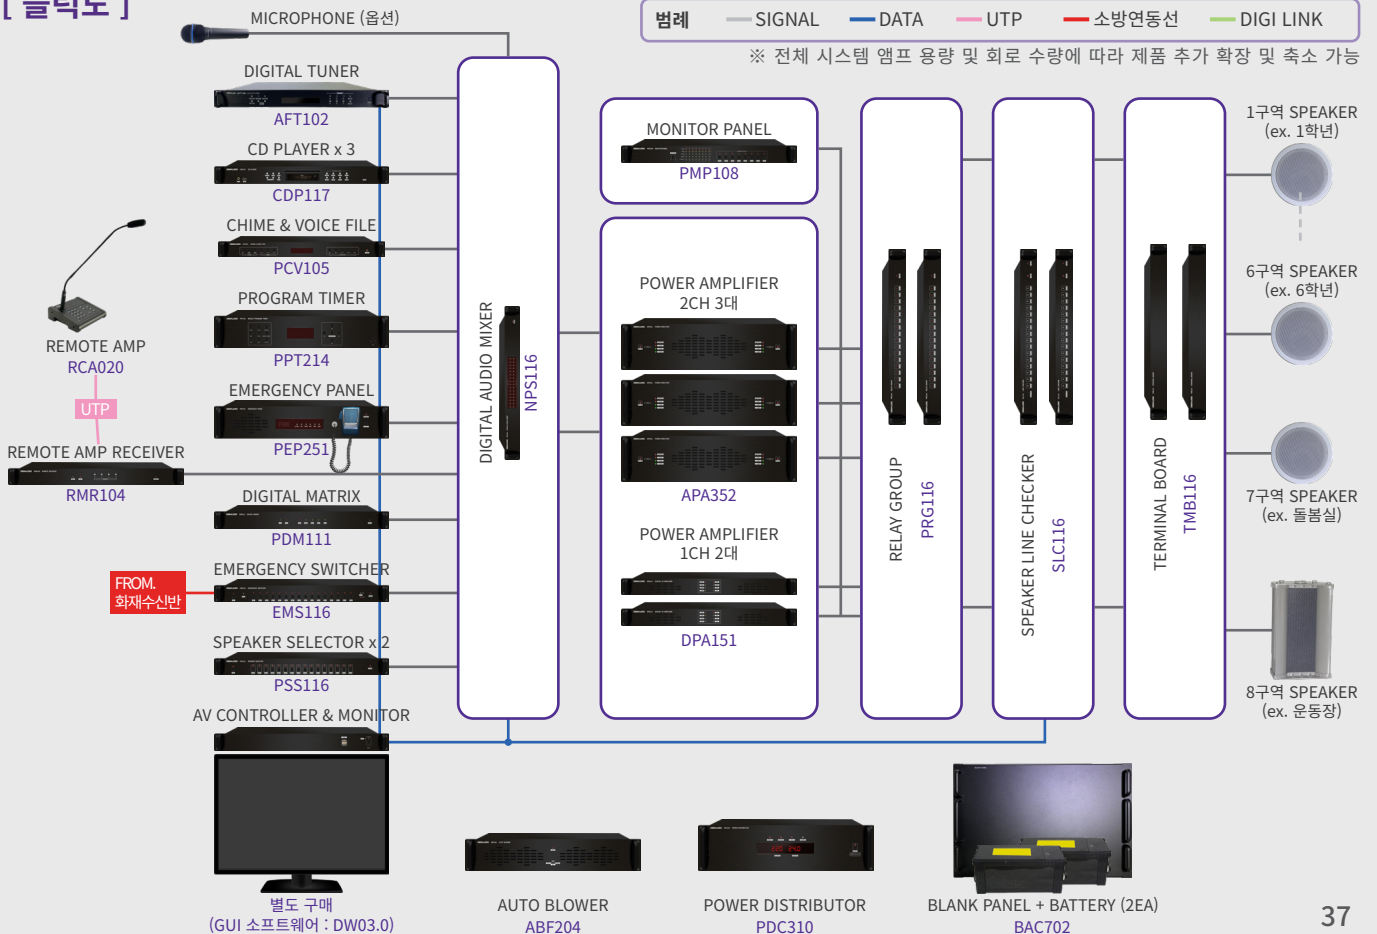 [ 블럭도 ]
범례 SIGNAL DATA UTP 소방연동선 DIGI LINK
※ 전체 시스템 앰프 용량 및 회로 수량에 따라 제품 추가 확장 및 축소 가능
MICROPHONE (옵션)
DIGITAL TUNER
AFT102
CD PLAYER x 3
CDP117
CHIME & VOICE FILE
PCV105
PROGRAM TIMER
PPT214
EMERGENCY PANEL
PEP251
REMOTE AMP
RCA020
UTP
REMOTE AMP RECEIVER
RMR104
DIGITAL MATRIX
PDM111
EMERGENCY SWITCHER
EMS116
FROM.
화재수신반
SPEAKER SELECTOR x 2
PSS116
AV CONTROLLER & MONITOR
별도 구매
(GUI 소프트웨어 : DW03.0)
DIGITAL AUDIO MIXER
NPS116
MONITOR PANEL
PMP108
POWER AMPLIFIER
2CH 3대
APA352
POWER AMPLIFIER
1CH 2대
DPA151
RELAY GROUP
PRG116
SPEAKER LINE CHECKER
SLC116
TERMINAL BOARD
TMB116
1구역 SPEAKER
(ex. 1학년)
6구역 SPEAKER
(ex. 6학년)
7구역 SPEAKER
(ex. 돌봄실)
8구역 SPEAKER
(ex. 운동장)
AUTO BLOWER
ABF204
POWER DISTRIBUTOR
PDC310
BLANK PANEL + BATTERY (2EA)
BAC702
37